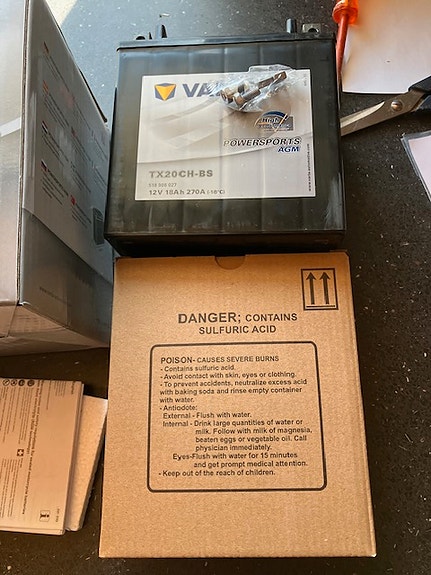 VA
High
POWERSPORTS
AGM
TX20CH-BS
12V 18Ah 270A (-18°C)
DANGER; CONTAINS
SULFURIC ACID
POISON- CAUSES SEVERE BURNS
- Contains sulfuric acid.
- Avoid contact with skin, eyes or clothing.
- To prevent accidents, neutralize excess acid
with baking soda and rinse empty container
with water.
- Antiodote:
External - Flush with water.
Internal - Drink large quantities of water or
milk. Follow with milk of magnesia,
beaten eggs or vegetable oil. Call
physician immediately.
Eyes-Flush with water for 15 minutes
and get prompt medical attention.
- Keep out of the reach of children.